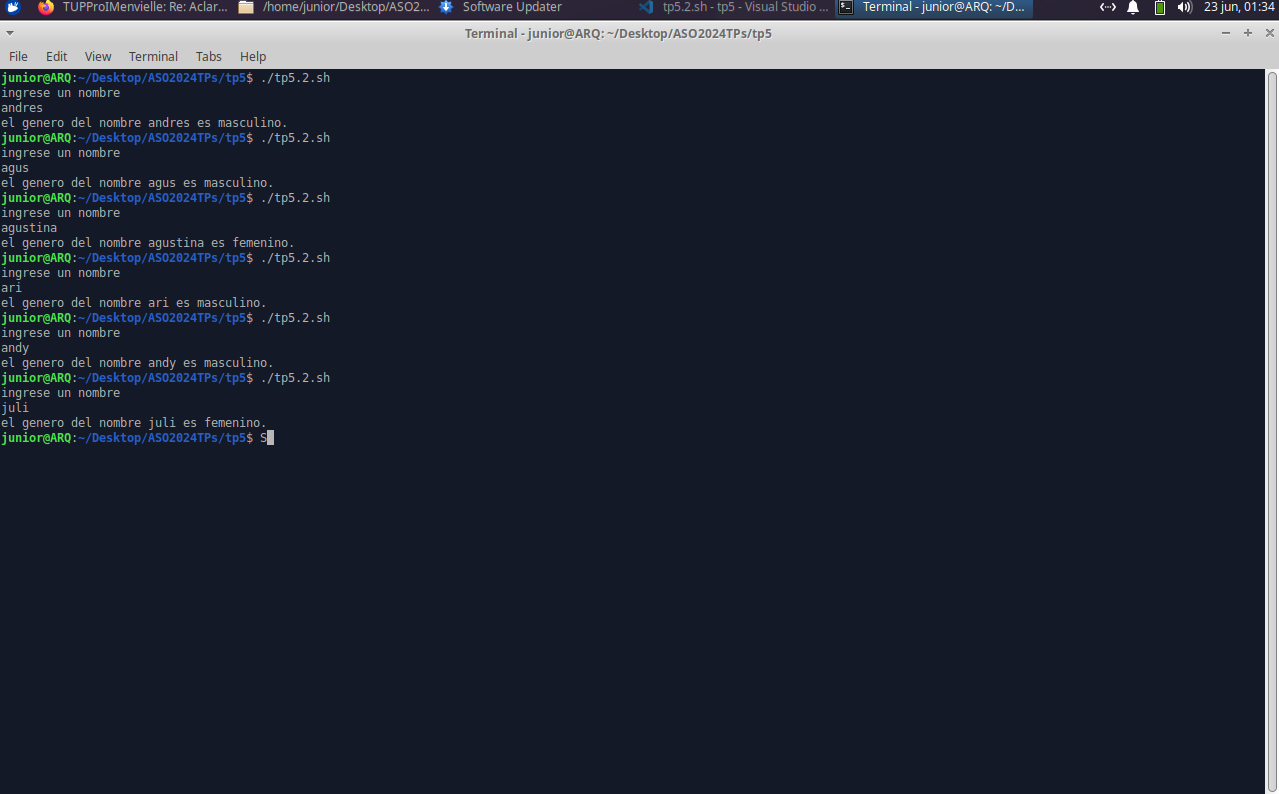 TUPProIMenvielle: Re: Aclar... /home/junior/Desktop/ASO2... Software Updater tp5.2.sh - tp5 - Visual Studio ... Terminal - junior@ARQ: ~/D... 23 jun, 01:34
Terminal - junior@ARQ: ~/Desktop/ASO2024TPs/tp5
File Edit View Terminal Tabs Help
junior@ARQ:~/Desktop/ASO2024TPs/tp5$ ./tp5.2.sh
ingrese un nombre
andres
el genero del nombre andres es masculino.
junior@ARQ:~/Desktop/ASO2024TPs/tp5$ ./tp5.2.sh
ingrese un nombre
agus
el genero del nombre agus es masculino.
junior@ARQ:~/Desktop/ASO2024TPs/tp5$ ./tp5.2.sh
ingrese un nombre
agustina
el genero del nombre agustina es femenino.
junior@ARQ:~/Desktop/ASO2024TPs/tp5$ ./tp5.2.sh
ingrese un nombre
ari
el genero del nombre ari es masculino.
junior@ARQ:~/Desktop/ASO2024TPs/tp5$ ./tp5.2.sh
ingrese un nombre
andy
el genero del nombre andy es masculino.
junior@ARQ:~/Desktop/ASO2024TPs/tp5$ ./tp5.2.sh
ingrese un nombre
juli
el genero del nombre juli es femenino.
junior@ARQ:~/Desktop/ASO2024TPs/tp5$ S